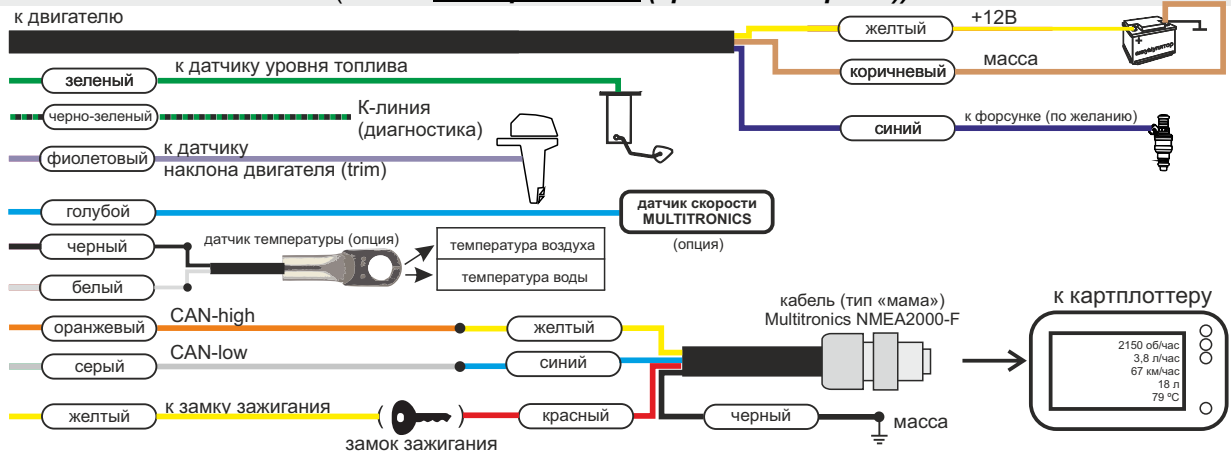 к двигателю
желтый
+12В
аккумулятор
коричневый
масса
зеленый
к датчику уровня топлива
черно-зеленый
К-линия
(диагностика)
синий
к форсунке (по желанию)
фиолетовый
к датчику
наклона двигателя (trim)
голубой
датчик скорости
MULTITRONICS
(опция)
черный
датчик температуры (опция)
температура воздуха
температура воды
белый
оранжевый
CAN-high
желтый
кабель (тип «мама»)
Multitronics NMEA2000-F
к картплоттеру
серый
CAN-low
синий
2150 об/час
3,8 л/час
67 км/час
18 л
79 ºC
желтый
к замку зажигания
замок зажигания
красный
черный
масса